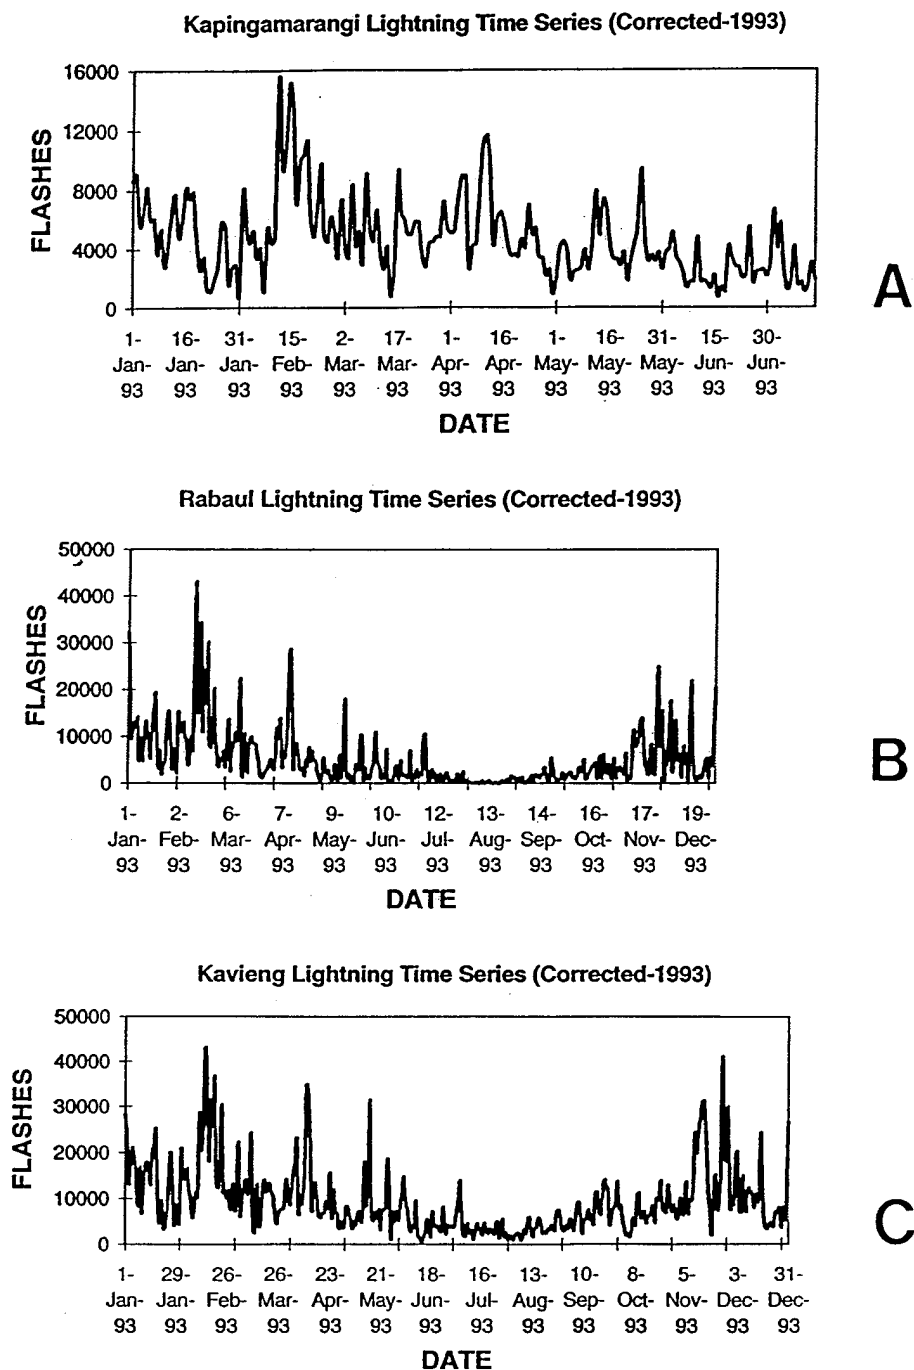 Kapingamarangi Lightning Time Series (Corrected-1993)
16000
12000
8000
4000
0
FLASHES
1- 16- 31- 15- 2- 17- 1- 16- 1- 16- 31- 15- 30-
Jan- Jan- Jan- Feb- Mar- Mar- Apr- Apr- May- May- May- Jun- Jun-
93 93 93 93 93 93 93 93 93 93 93 93 93
DATE
A
Rabaul Lightning Time Series (Corrected-1993)
50000
40000
30000
20000
10000
0
FLASHES
1- 2- 6- 7- 9- 10- 12- 13- 14- 16- 17- 19-
Jan- Feb- Mar- Apr- May- Jun- Jul- Aug- Sep- Oct- Nov- Dec-
93 93 93 93 93 93 93 93 93 93 93 93
DATE
B
Kavieng Lightning Time Series (Corrected-1993)
50000
40000
30000
20000
10000
0
FLASHES
1- 29- 26- 26- 23- 21- 18- 16- 13- 10- 8- 5- 3- 31-
Jan- Jan- Feb- Mar- Apr- May- Jun- Jul- Aug- Sep- Oct- Nov- Dec- Dec-
93 93 93 93 93 93 93 93 93 93 93 93 93 93
DATE
C